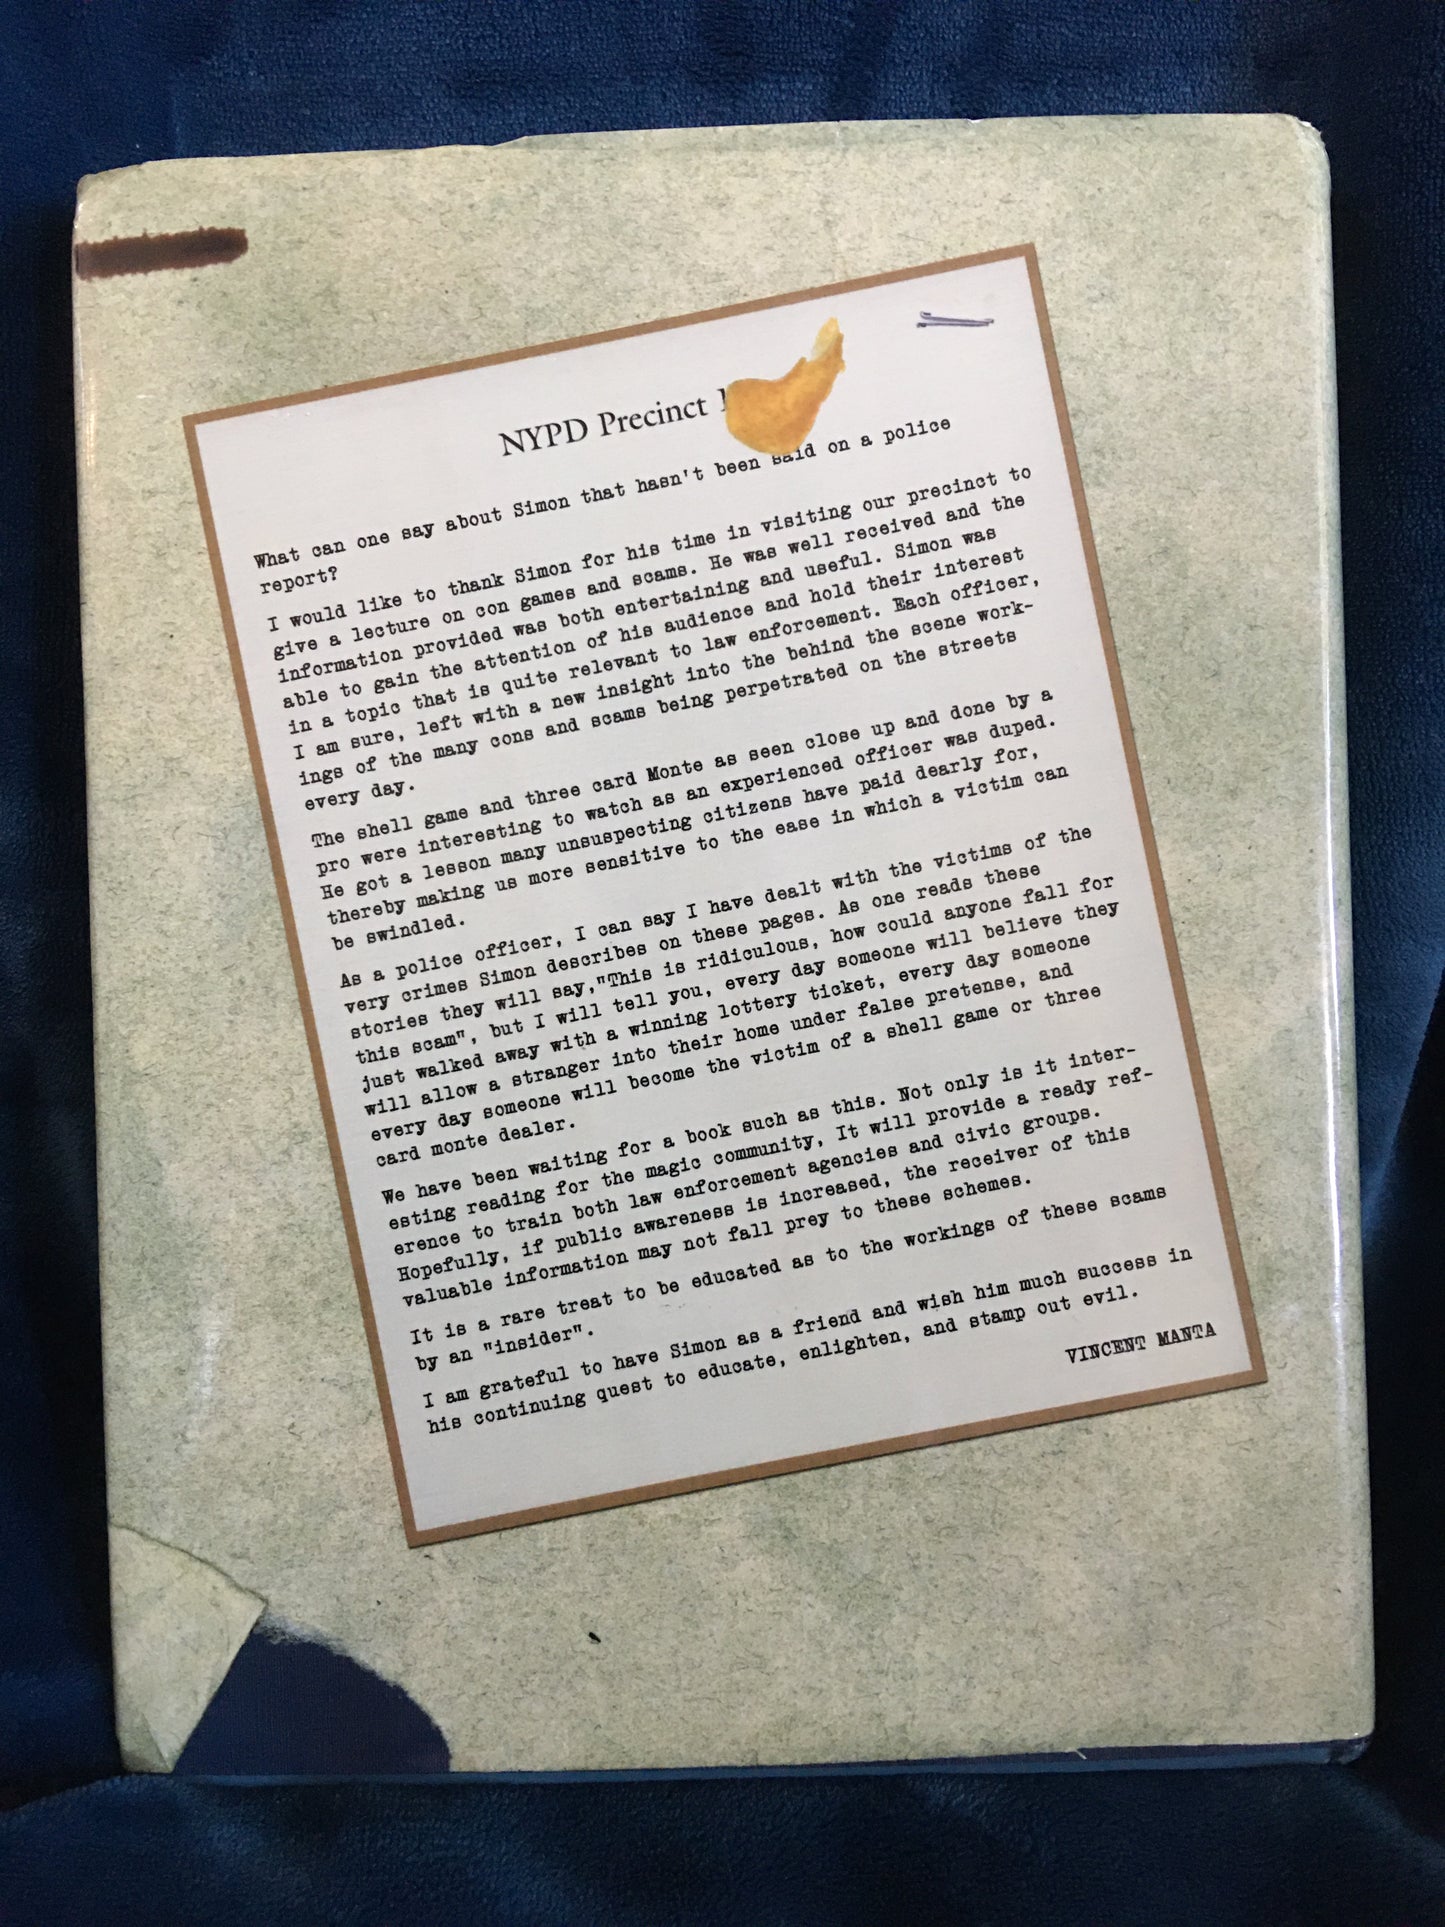 NYPD Precinct
What can one say about Simon that hasn't been said on a police
report?
I would like to thank Simon for his time in visiting our precinct to
give a lecture on con games and scams. He was well received and the
information provided was both entertaining and useful. Simon was
able to gain the attention of his audience and hold their interest
in a topic that is quite relevant to law enforcement. Each officer,
I am sure, left with a new insight into the behind the scene work-
ings of the many cons and scams being perpetrated on the streets
every day.
The shell game and three card Monte as seen close up and done by a
pro were interesting to watch as an experienced officer was duped.
He got a lesson many unsuspecting citizens have paid dearly for,
thereby making us more sensitive to the ease in which a victim can
be swindled.
As a police officer, I can say I have dealt with the victims of the
very crimes Simon describes on these pages. As one reads these
stories they will say,"This is ridiculous, how could anyone fall for
this scam", but I will tell you, every day someone will believe they
just walked away with a winning lottery ticket, every day someone
will allow a stranger into their home under false pretense, and
every day someone will become the victim of a shell game or three
card monte dealer.
We have been waiting for a book such as this. Not only is it inter-
esting reading for the magic community, It will provide a ready ref-
erence to train both law enforcement agencies and civic groups.
Hopefully, if public awareness is increased, the receiver of this
valuable information may not fall prey to these schemes.
It is a rare treat to be educated as to the workings of these scams
by an "insider".
I am grateful to have Simon as a friend and wish him much success in
his continuing quest to educate, enlighten, and stamp out evil.
VINCENT MANTA